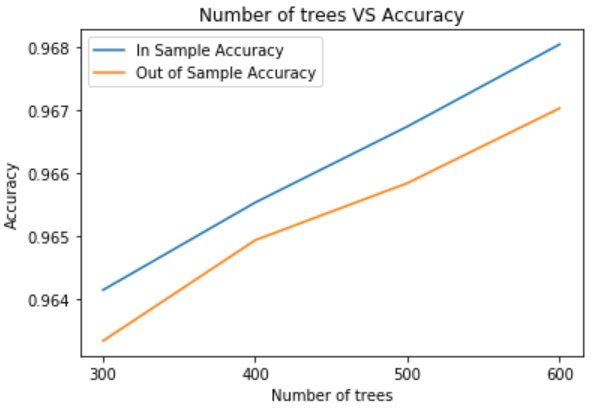 Number of trees VS Accuracy
In Sample Accuracy
Out of Sample Accuracy
0.968
0.967
0.966
0.965
0.964
Accuracy
300 400 500 600
Number of trees